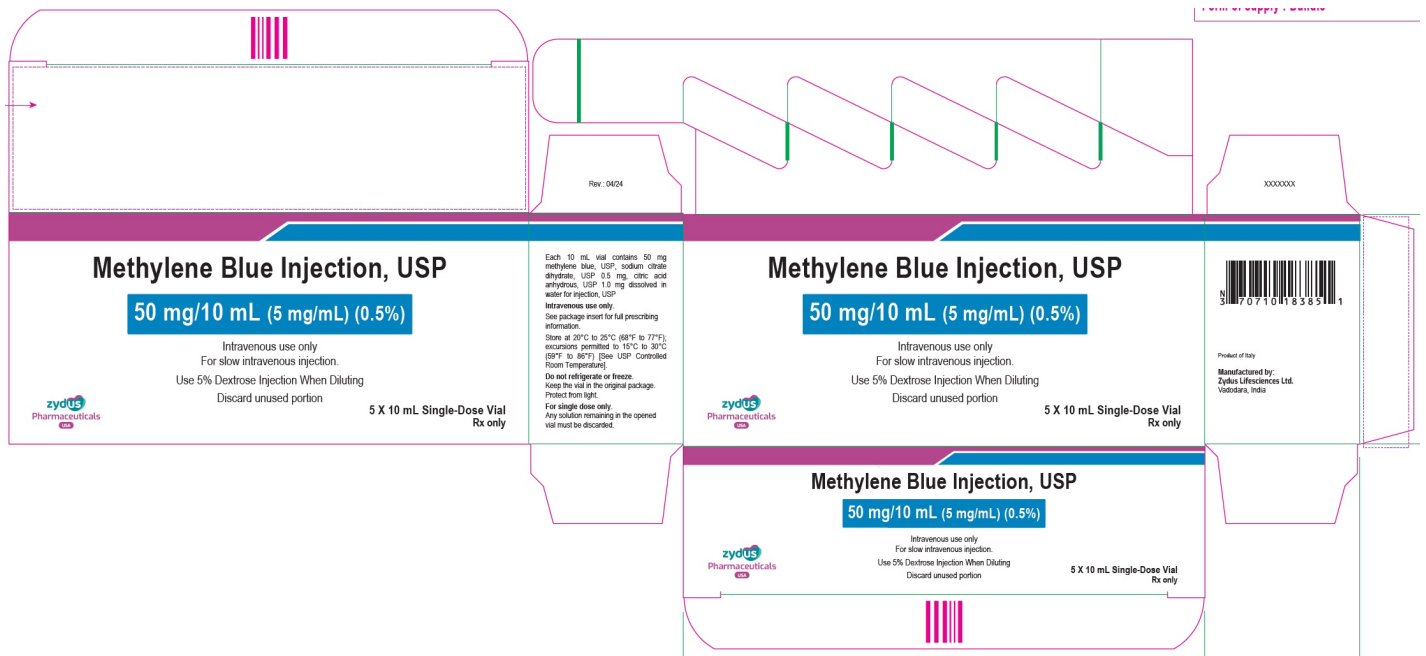 Form of supply : Bundle
Rev.: 04/24
XXXXXXX
Methylene Blue Injection, USP
50 mg/10 mL (5 mg/mL) (0.5%)
Intravenous use only
For slow intravenous injection.
Use 5% Dextrose Injection When Diluting
Discard unused portion
zydus
Pharmaceuticals
USA
5 X 10 mL Single-Dose Vial
Rx only
Each 10 mL vial contains 50 mg
methylene blue, USP, sodium citrate
dihydrate, USP 0.5 mg, citric acid
anhydrous, USP 1.0 mg dissolved in
water for injection, USP
Intravenous use only.
See package insert for full prescribing
information.
Store at 20°C to 25°C (68°F to 77°F);
excursions permitted to 15°C to 30°C
(59°F to 86°F) [See USP Controlled
Room Temperature].
Do not refrigerate or freeze.
Keep the vial in the original package.
Protect from light.
For single dose only.
Any solution remaining in the opened
vial must be discarded.
Methylene Blue Injection, USP
50 mg/10 mL (5 mg/mL) (0.5%)
Intravenous use only
For slow intravenous injection.
Use 5% Dextrose Injection When Diluting
Discard unused portion
zydus
Pharmaceuticals
USA
5 X 10 mL Single-Dose Vial
Rx only
N
3 70710 18385 1
Product of Italy
Manufactured by:
Zydus Lifesciences Ltd.
Vadodara, India
Methylene Blue Injection, USP
50 mg/10 mL (5 mg/mL) (0.5%)
Intravenous use only
For slow intravenous injection.
Use 5% Dextrose Injection When Diluting
Discard unused portion
zydus
Pharmaceuticals
USA
5 X 10 mL Single-Dose Vial
Rx only